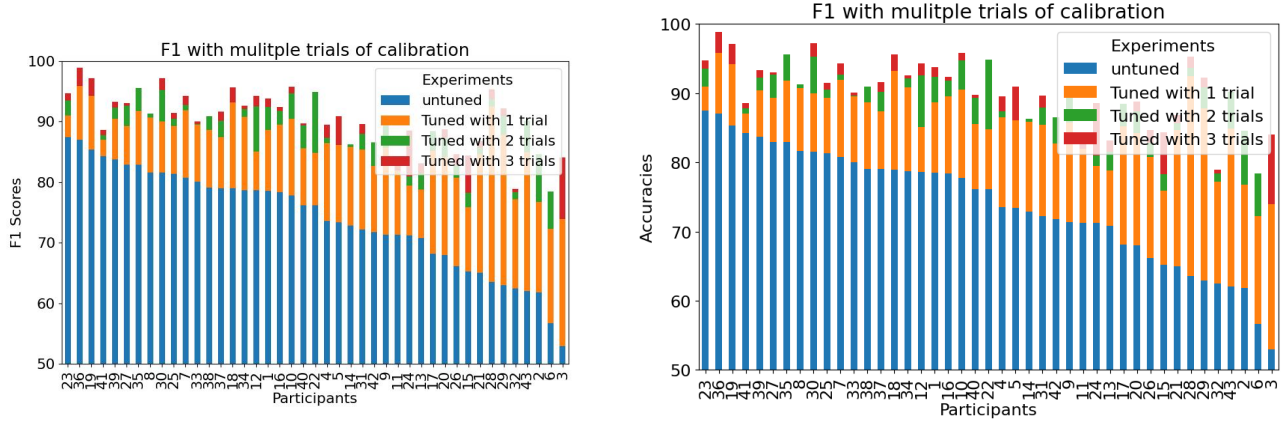 F1 with mulitple trials of calibration
Experiments
untuned
Tuned with 1 trial
Tuned with 2 trials
Tuned with 3 trials
F1 Scores
100
90
80
70
60
50
23 36 19 41 39 27 35 8 30 25 7 33 38 37 18 34 12 1 16 10 40 22 4 5 14 31 42 9 11 24 13 17 20 26 15 21 28 29 32 43 2 6 3
Participants
F1 with mulitple trials of calibration
Experiments
untuned
Tuned with 1 trial
Tuned with 2 trials
Tuned with 3 trials
Accuracies
100
90
80
70
60
50
23 36 19 41 39 27 35 8 30 25 7 33 38 37 18 34 12 1 16 10 40 22 4 5 14 31 42 9 11 24 13 17 20 26 15 21 28 29 32 43 2 6 3
Participants